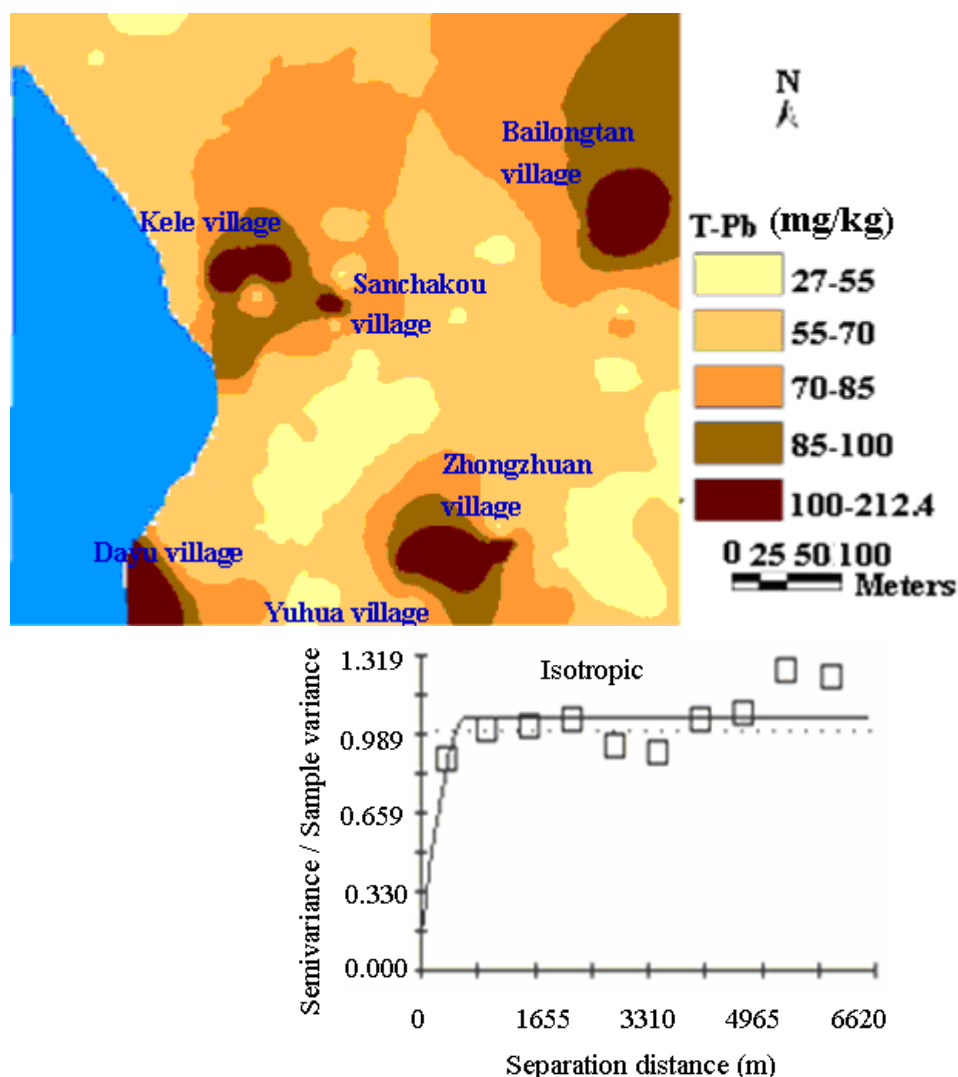 Bailongtan
village
Kele village
Sanchakou
village
Zhongzhuan
village
Dayu village
Yuhua village
N
T-Pb (mg/kg)
27-55
55-70
70-85
85-100
100-212.4
0 25 50 100
Meters
Isotropic
Semivariance / Sample variance
1.319
0.989
0.659
0.330
0.000
0 1655 3310 4965 6620
Separation distance (m)